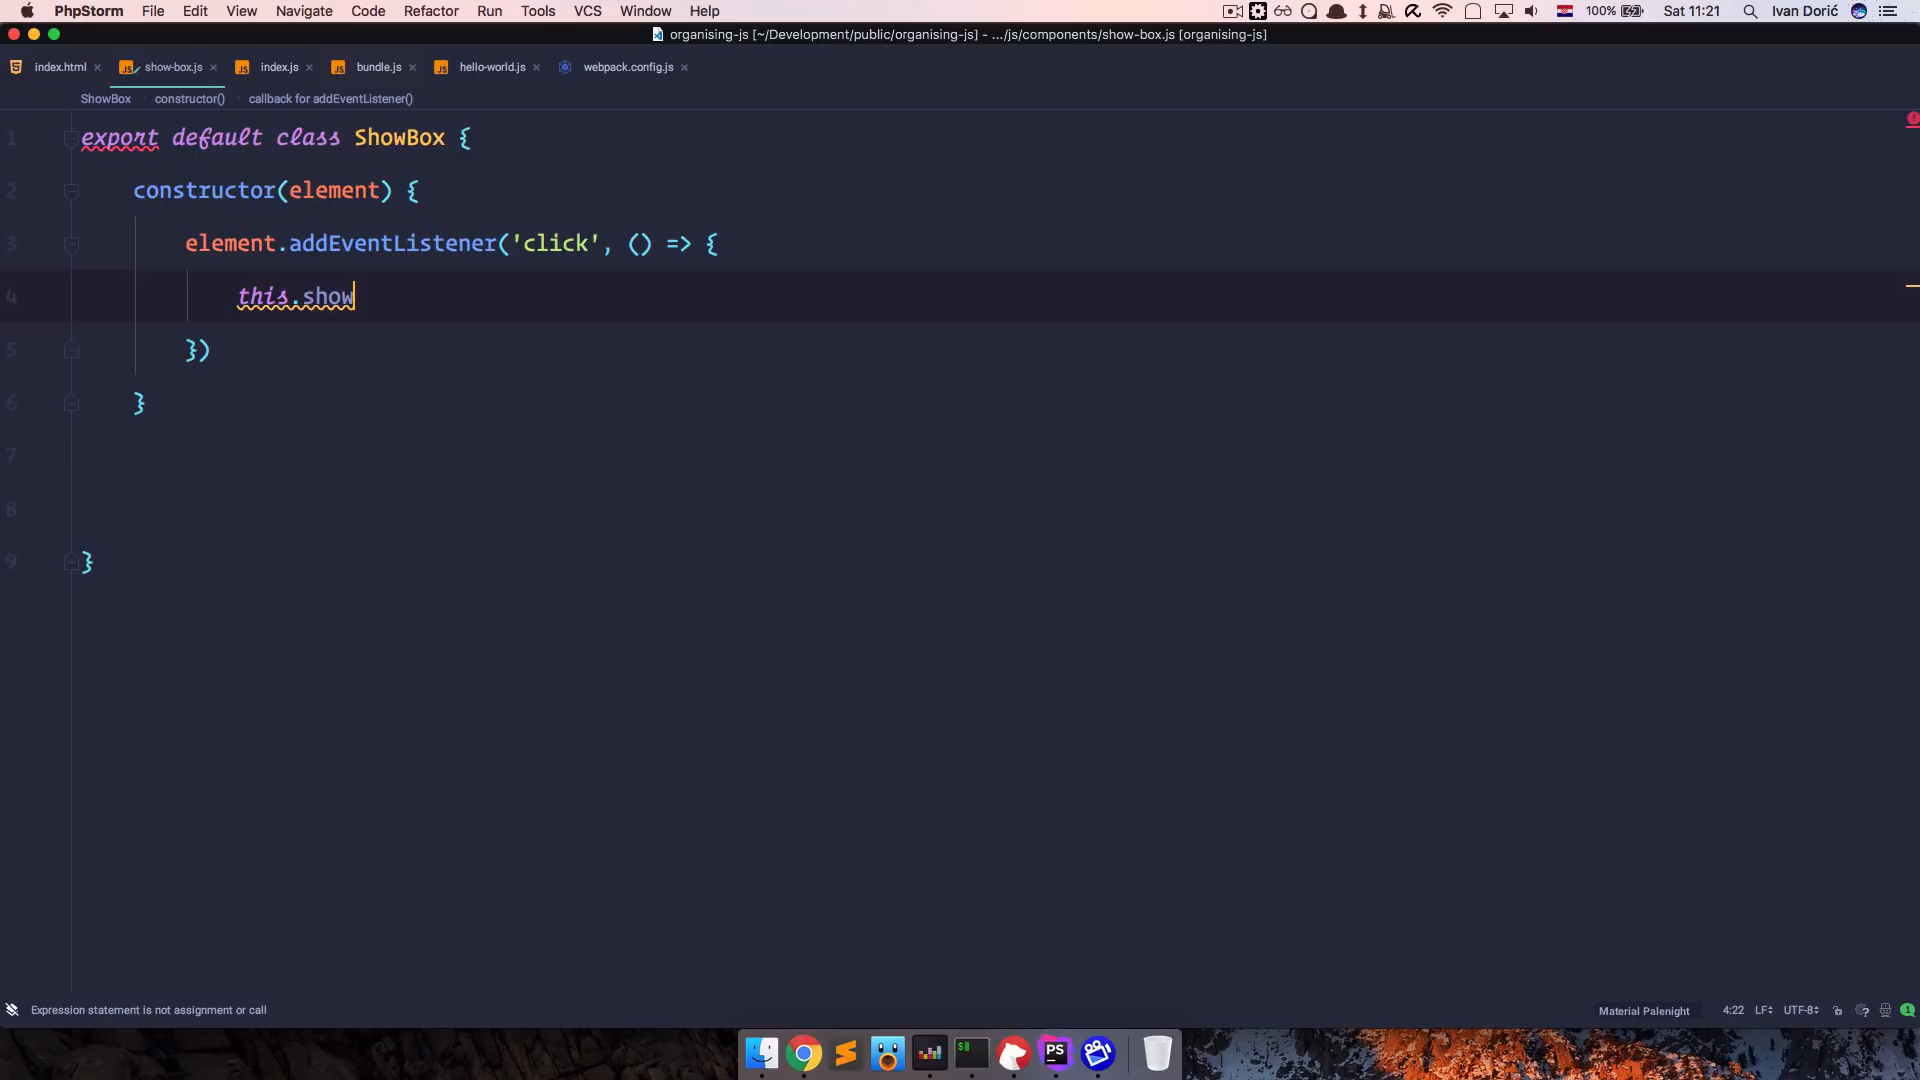 PhpStorm File Edit View Navigate Code Refactor Run Tools VCS Window Help 100% Sat 11:21 Ivan Dorić
organising-js [~/Development/public/organising-js] - .../js/components/show-box.js [organising-js]
index.html show-box.js index.js bundle.js hello-world.js webpack.config.js
ShowBox constructor() callback for addEventListener()
1 export default class ShowBox {
2 constructor(element) {
3 element.addEventListener('click', () => {
4 this.show
5 })
6 }
7
8
9 }
Expression statement is not assignment or call Material Palenight 4:22 LF UTF-8 1
$ PS